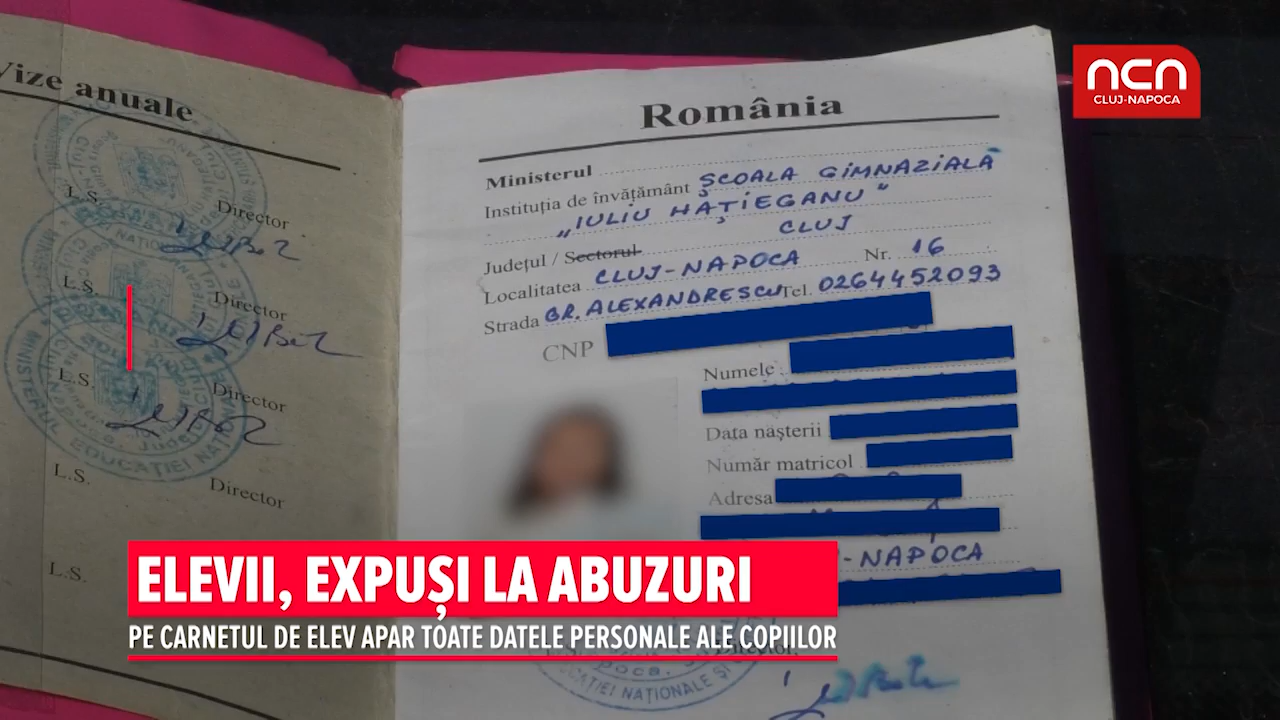 ncn
CLUJ-NAPOCA
Vize anuale
L.S. Director
L.S. Director
L.S. Director
L.S. Director
L.S.
România
Ministerul
Instituția de învățământ ȘCOALA GIMNAZIALĂ
„IULIU HAȚIEGANU"
Județul / Sectorul CLUJ
Localitatea CLUJ-NAPOCA Nr. 16
Strada GR. ALEXANDRESCU Tel. 0264452093
CNP
Numele
Data nașterii
Număr matricol
Adresa
-NAPOCA
Director,
ELEVII, EXPUȘI LA ABUZURI
PE CARNETUL DE ELEV APAR TOATE DATELE PERSONALE ALE COPIILOR